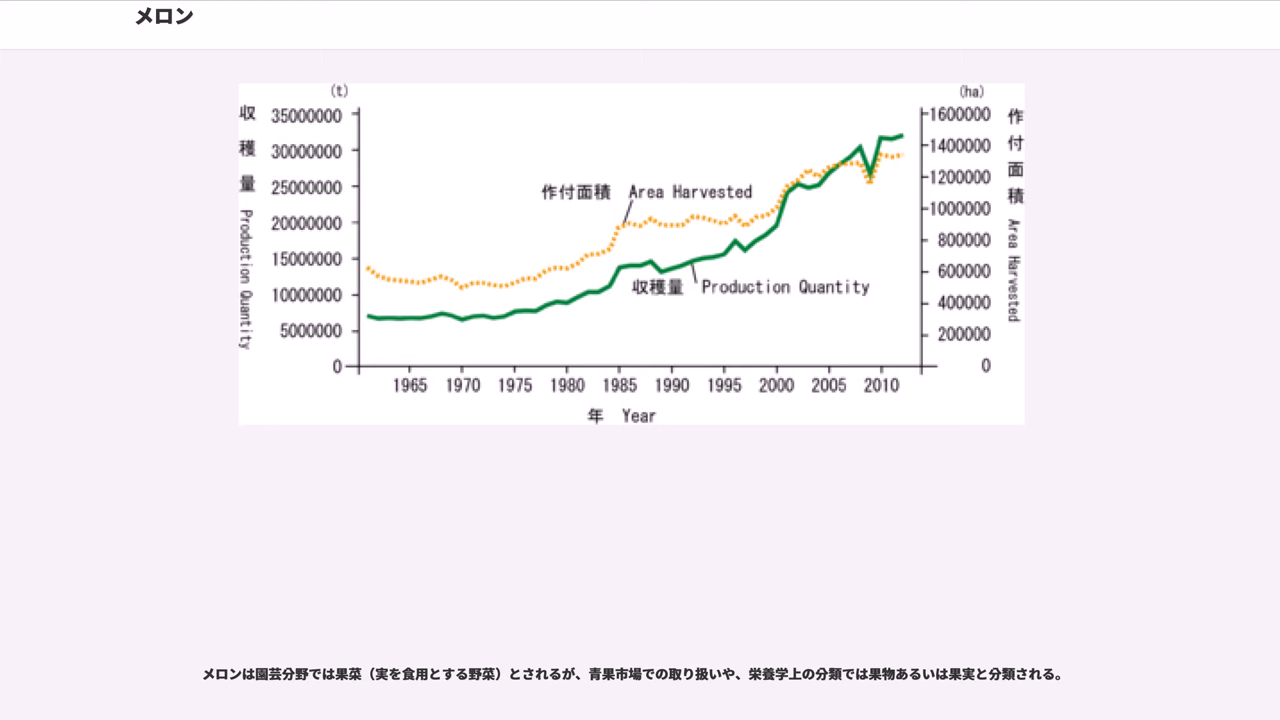 メロン
(t)
(ha)
収穫量 Production Quantity
35000000
30000000
25000000
20000000
15000000
10000000
5000000
0
作付面積 Area Harvested
収穫量 Production Quantity
1600000
1400000
1200000
1000000
800000
600000
400000
200000
0
作付面積 Area Harvested
1965 1970 1975 1980 1985 1990 1995 2000 2005 2010
年 Year
メロンは園芸分野では果菜（実を食用とする野菜）とされるが、青果市場での取り扱いや、栄養学上の分類では果物あるいは果実と分類される。